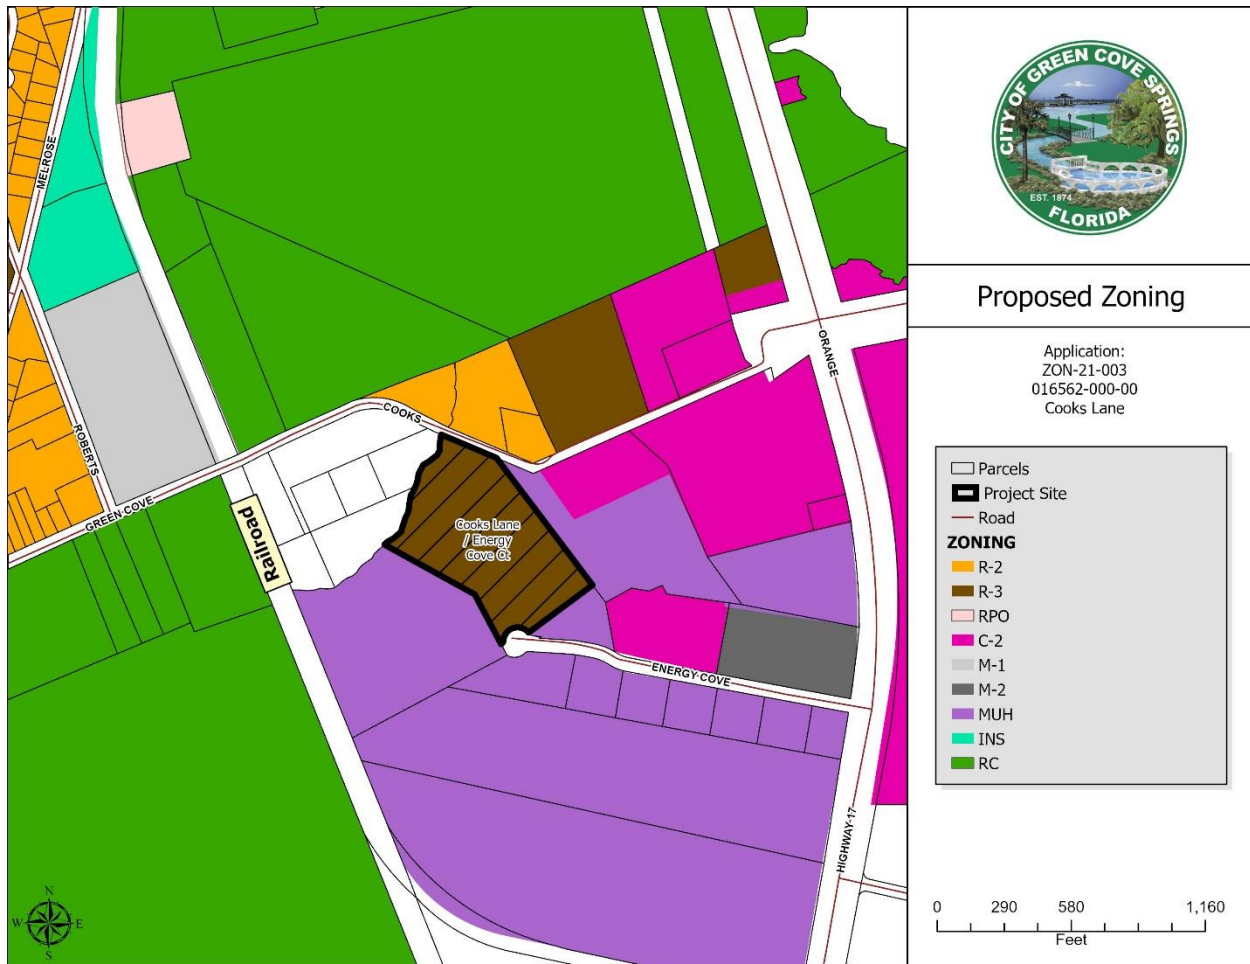 MELROSE
ROBERTS
GREEN COVE
COOKS
ORANGE
Railroad
Cooks Lane
/ Energy
Cove Ct
ENERGY COVE
HIGHWAY 17
N
W E
S
CITY OF GREEN COVE SPRINGS
EST. 1874
FLORIDA
Proposed Zoning
Application:
ZON-21-003
016562-000-00
Cooks Lane
Parcels
Project Site
Road
ZONING
R-2
R-3
RPO
C-2
M-1
M-2
MUH
INS
RC
0 290 580 1,160
Feet